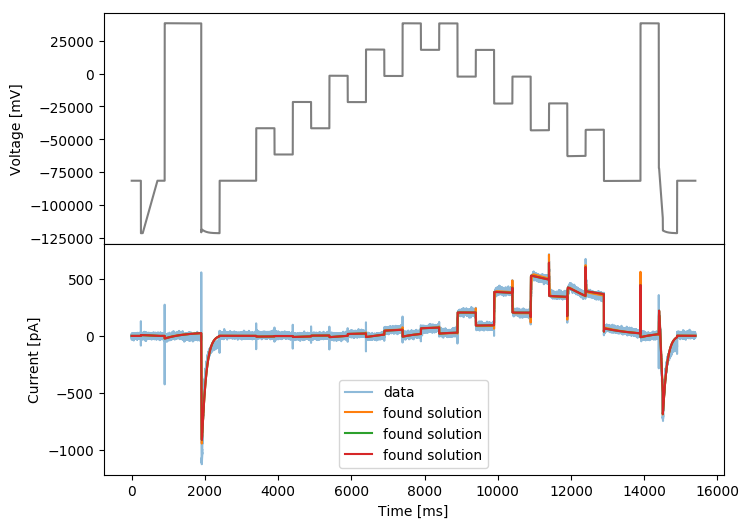 25000
0
−25000
−50000
−75000
−100000
−125000
Voltage [mV]
500
0
−500
−1000
Current [pA]
data
found solution
found solution
found solution
0 2000 4000 6000 8000 10000 12000 14000 16000
Time [ms]